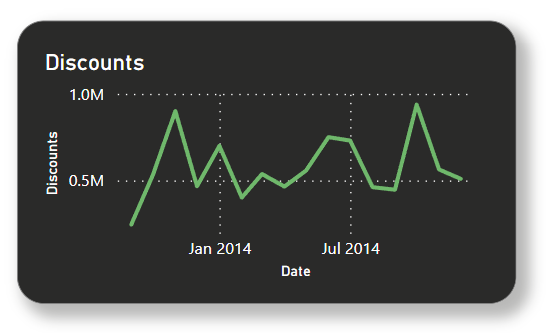 Discounts
1.0M
Discounts
0.5M
Jan 2014
Jul 2014
Date